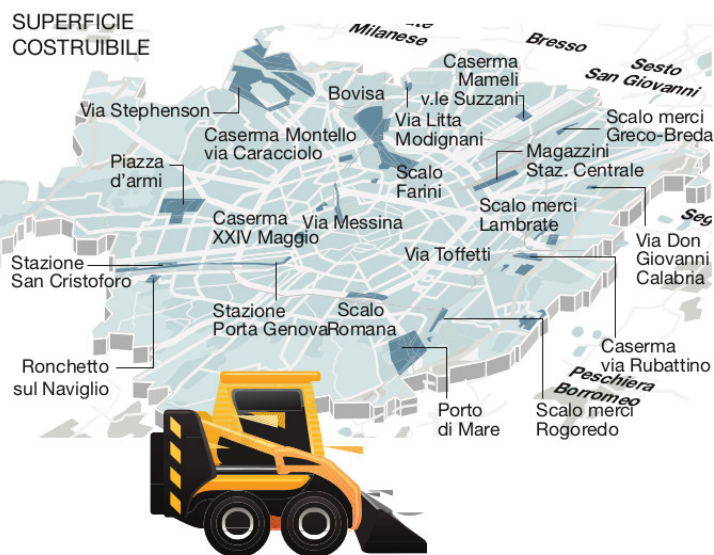 SUPERFICIE
COSTRUIBILE
Milanese
Bresso
Sesto
San Giovanni
Caserma
Mameli
v.le Suzzani
Bovisa
Via Stephenson
Via Litta
Modignani
Scalo merci
Greco-Breda
Caserma Montello
via Caracciolo
Piazza
d'armi
Magazzini
Staz. Centrale
Scalo
Farini
Scalo merci
Lambrate
Caserma
XXIV Maggio
Via Messina
Via Toffetti
Via Don
Giovanni
Calabria
Stazione
San Cristoforo
Stazione
Porta Genova
Scalo
Romana
Ronchetto
sul Naviglio
Caserma
via Rubattino
Peschiera
Borromeo
Porto
di Mare
Scalo merci
Rogoredo